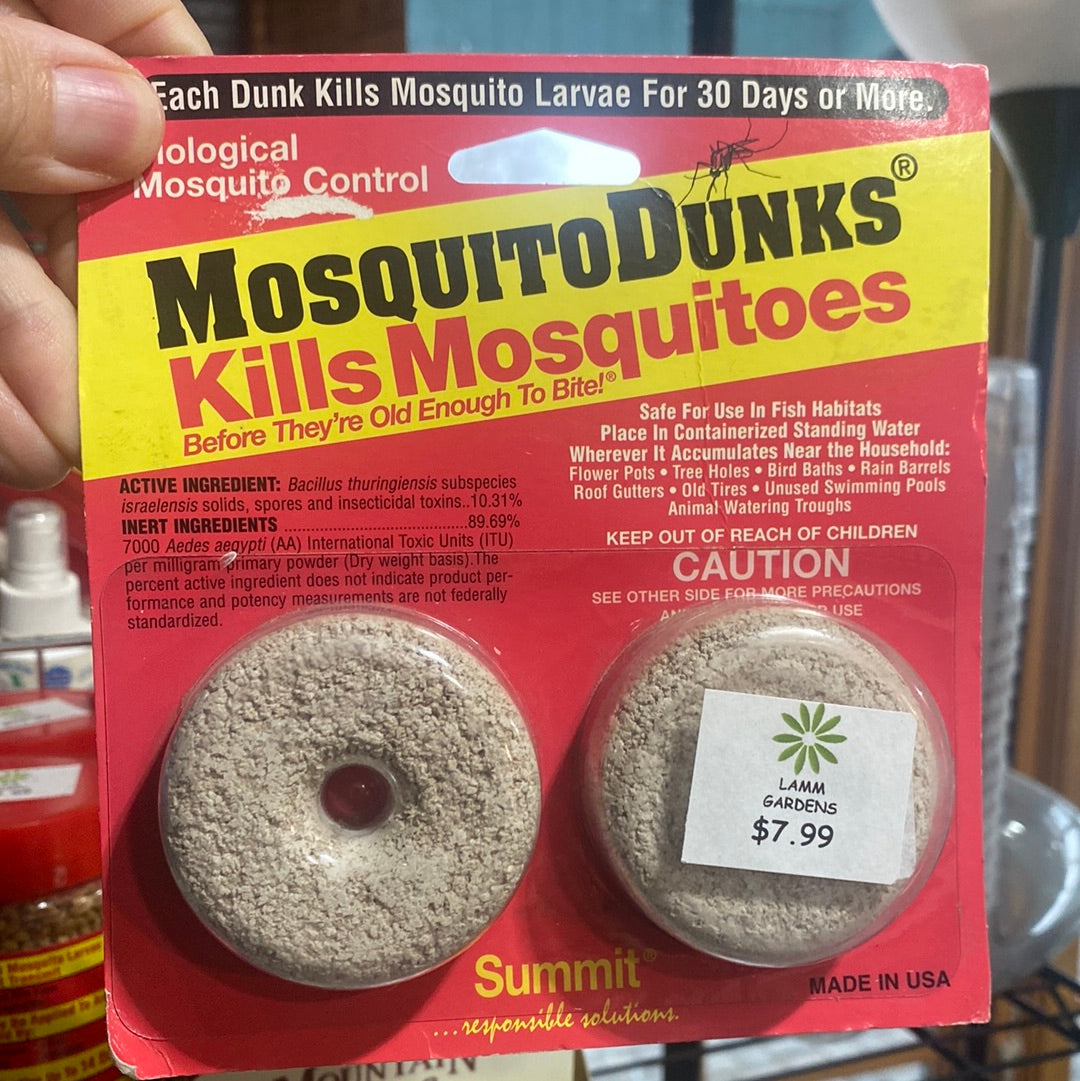 Each Dunk Kills Mosquito Larvae For 30 Days or More.
iological
Mosquito Control
MOSQUITODUNKS®
Kills Mosquitoes
Before They're Old Enough To Bite!®
Safe For Use In Fish Habitats
Place In Containerized Standing Water
Wherever It Accumulates Near the Household:
Flower Pots • Tree Holes • Bird Baths • Rain Barrels
Roof Gutters • Old Tires • Unused Swimming Pools
Animal Watering Troughs
KEEP OUT OF REACH OF CHILDREN
CAUTION
SEE OTHER SIDE FOR MORE PRECAUTIONS
USE
ACTIVE INGREDIENT: Bacillus thuringiensis subspecies
israelensis solids, spores and insecticidal toxins..10.31%
INERT INGREDIENTS ..........................................89.69%
7000 Aedes aegypti (AA) International Toxic Units (ITU)
per milligram primary powder (Dry weight basis).The
percent active ingredient does not indicate product per-
formance and potency measurements are not federally
standardized.
LAMM
GARDENS
$7.99
Summit®
...responsible solutions.
MADE IN USA
MOUNTAIN